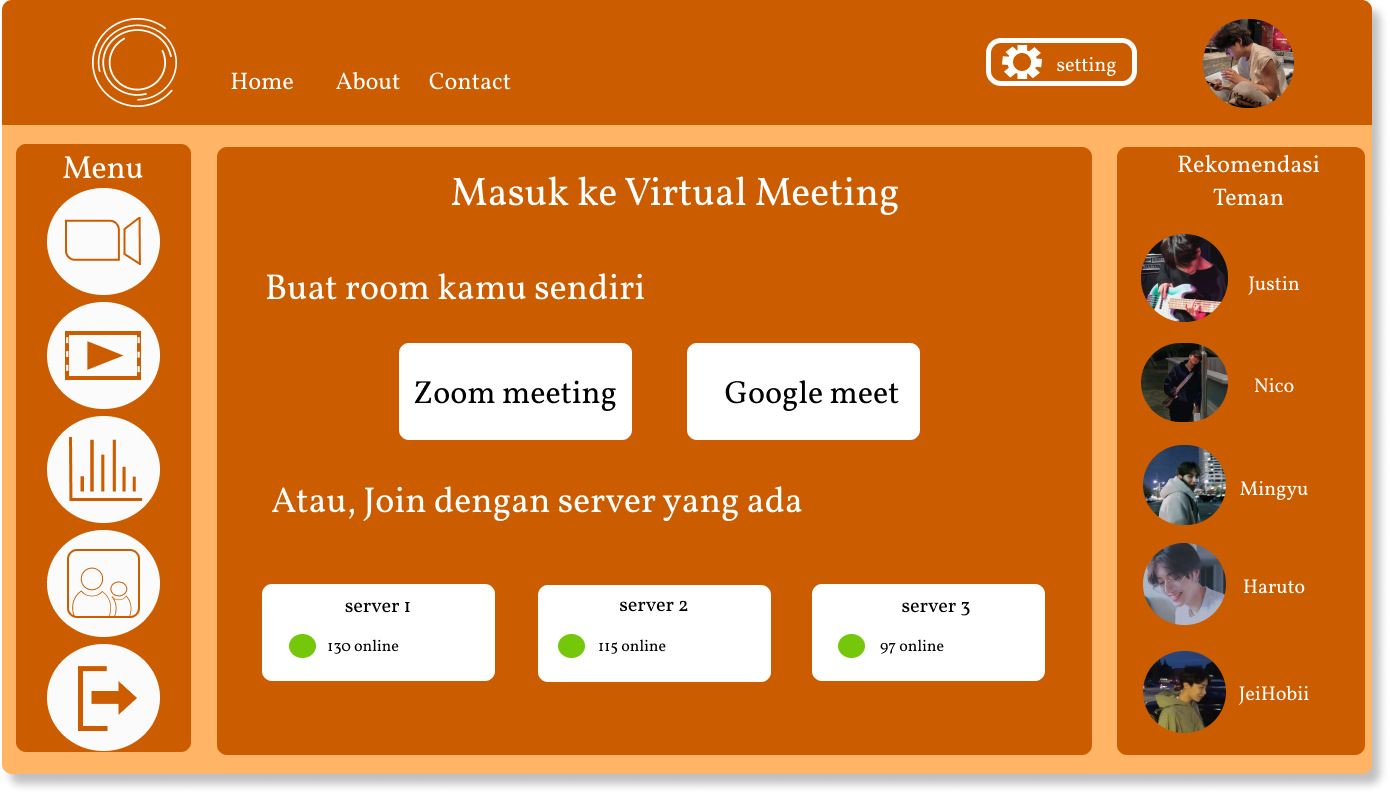 Home About Contact
setting
Menu
Masuk ke Virtual Meeting
Buat room kamu sendiri
Zoom meeting
Google meet
Atau, Join dengan server yang ada
server 1
130 online
server 2
115 online
server 3
97 online
Rekomendasi
Teman
Justin
Nico
Mingyu
Haruto
JeiHobii